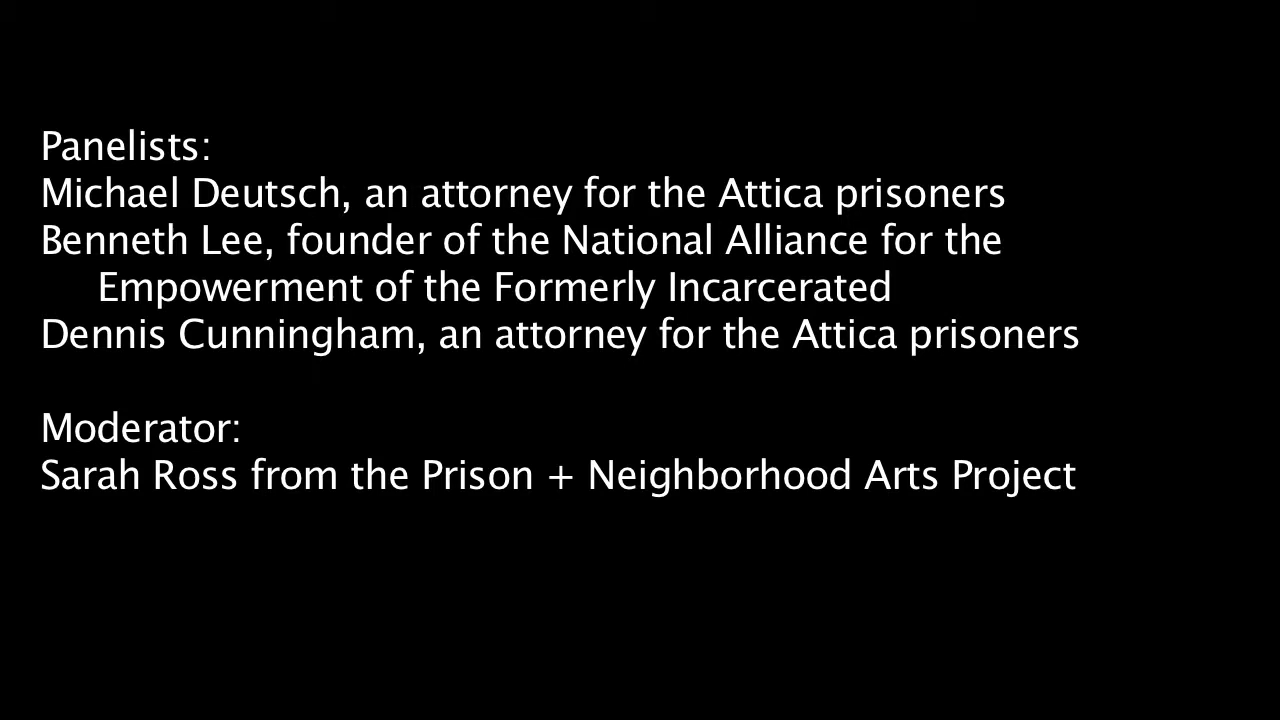 Panelists:
Michael Deutsch, an attorney for the Attica prisoners
Benneth Lee, founder of the National Alliance for the
Empowerment of the Formerly Incarcerated
Dennis Cunningham, an attorney for the Attica prisoners
Moderator:
Sarah Ross from the Prison + Neighborhood Arts Project